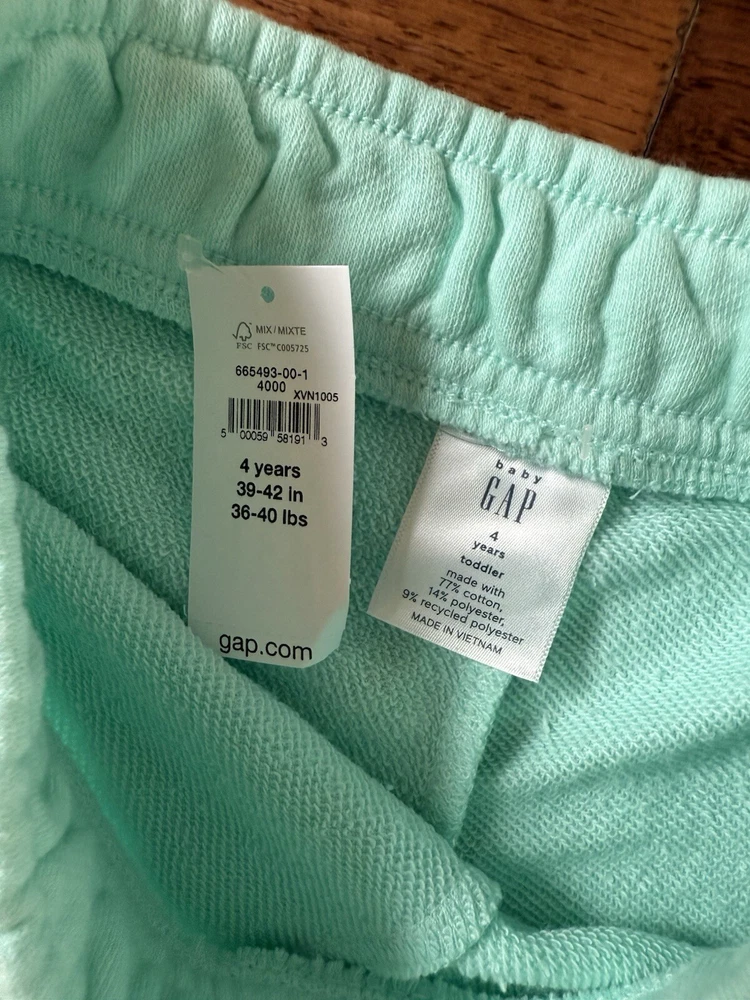 MIX / MIXTE
FSC FSC™ C005725
665493-00-1
4000
XVN1005
5 00059 58191 3
4 years
39-42 in
36-40 lbs
gap.com
baby
GAP
4
years
toddler
made with
77% cotton,
14% polyester,
9% recycled polyester
MADE IN VIETNAM